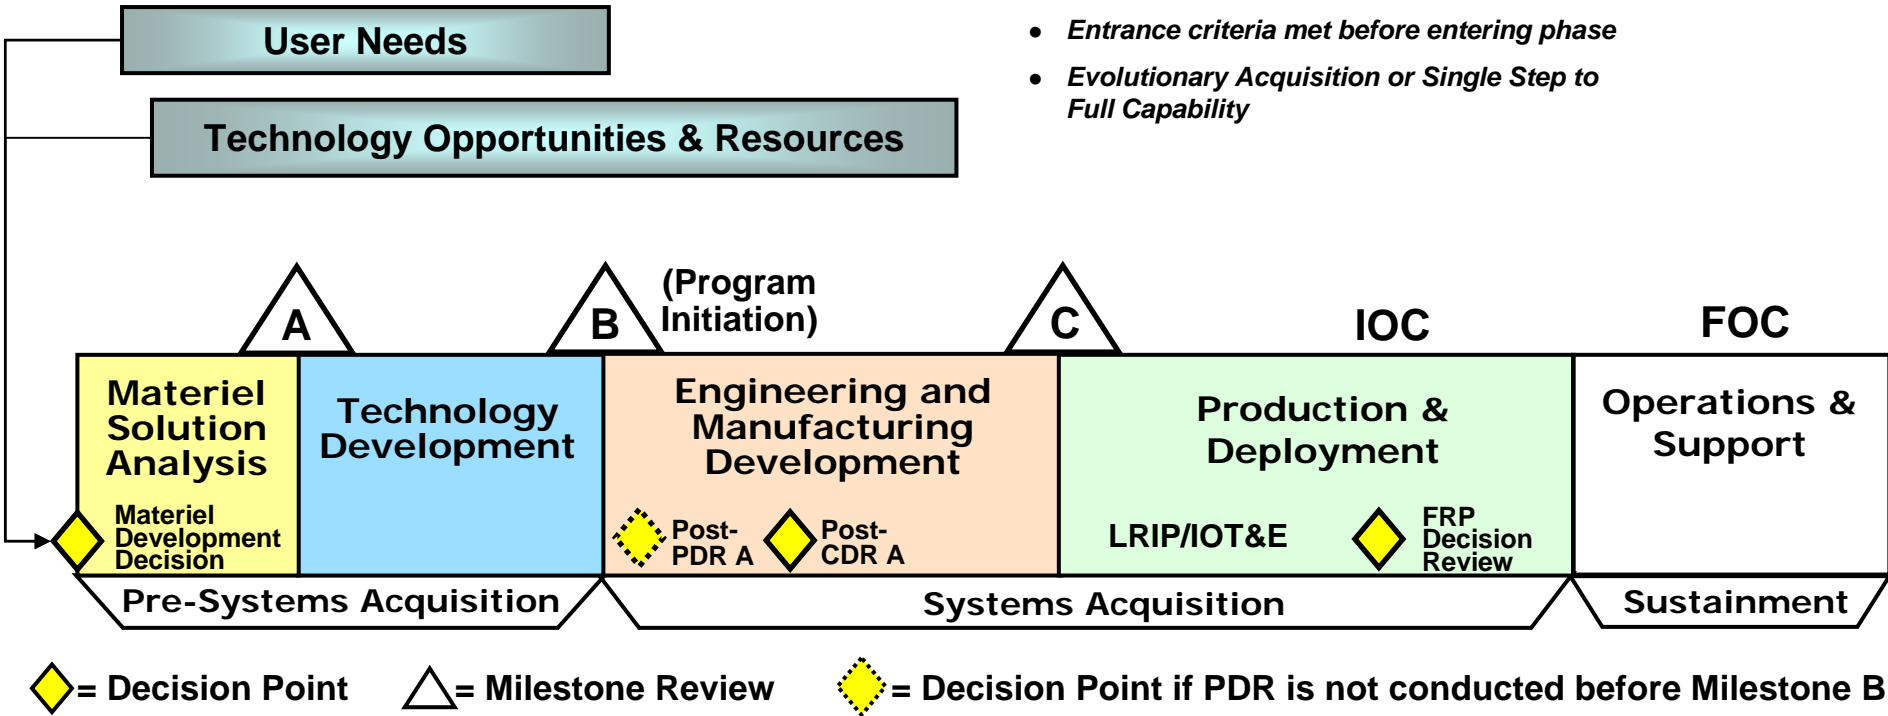 User Needs
Technology Opportunities & Resources
● Entrance criteria met before entering phase
● Evolutionary Acquisition or Single Step to
Full Capability
A
B
(Program
Initiation)
C
IOC
FOC
Materiel
Solution
Analysis
Technology
Development
Engineering and
Manufacturing
Development
Production &
Deployment
Operations &
Support
Materiel
Development
Decision
Post-
PDR A
Post-
CDR A
LRIP/IOT&E
FRP
Decision
Review
Pre-Systems Acquisition
Systems Acquisition
Sustainment
= Decision Point
= Milestone Review
= Decision Point if PDR is not conducted before Milestone B